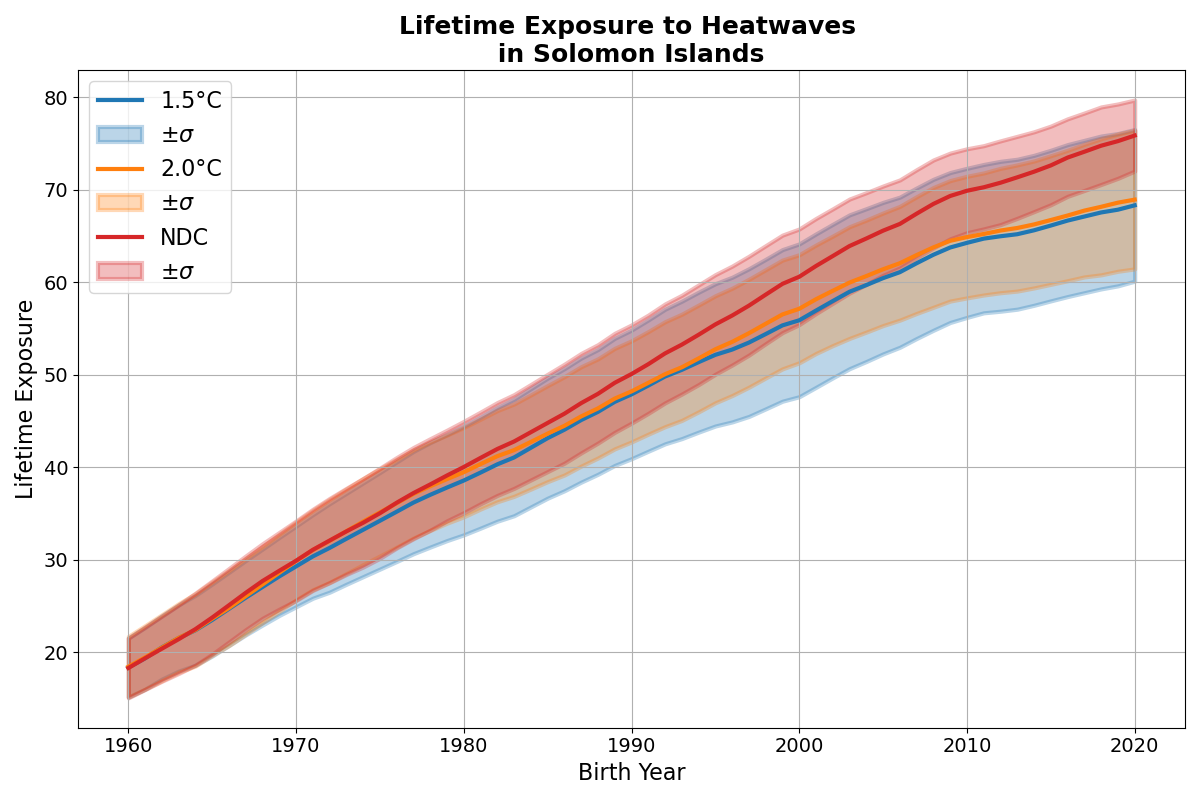 Lifetime Exposure to Heatwaves
in Solomon Islands
1.5°C
±σ
2.0°C
±σ
NDC
±σ
Lifetime Exposure
80
70
60
50
40
30
20
1960 1970 1980 1990 2000 2010 2020
Birth Year